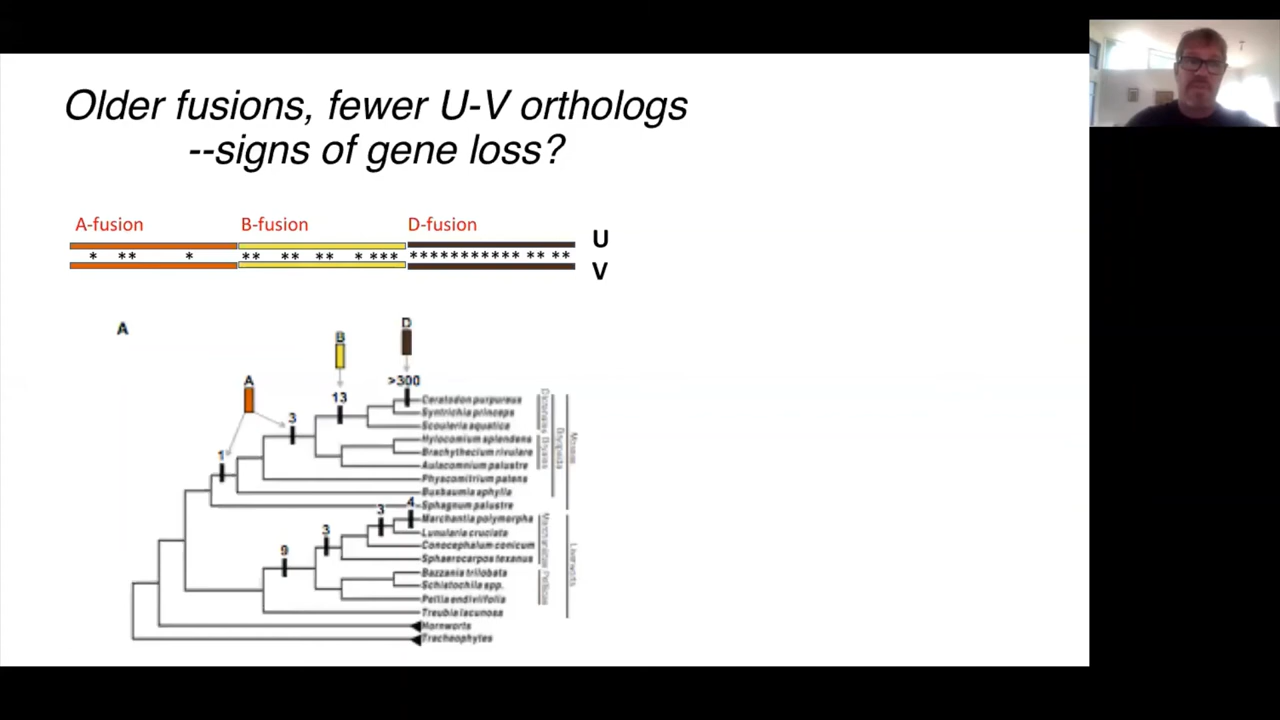 Older fusions, fewer U-V orthologs
--signs of gene loss?
A-fusion B-fusion D-fusion
U
* ** * ** ** ** * *** *********** ** **
V
A
D
B
A
>300
13
3
1
Ceratodon purpureus
Syntrichia princeps
Scouleria aquatica
Hylocomium splendens
Brachythecium rivulare
Aulacomnium palustre
Physcomitrium patens
Buxbaumia aphylla
Sphagnum palustre
4
3
3
9
Marchantia polymorpha
Lunularia cruciata
Conocephalum conicum
Sphaerocarpos texanus
Bazzania trilobata
Schistochila spp.
Pellia endiviifolia
Treubia lacunosa
Hornworts
Tracheophytes
Mosses
Liverworts